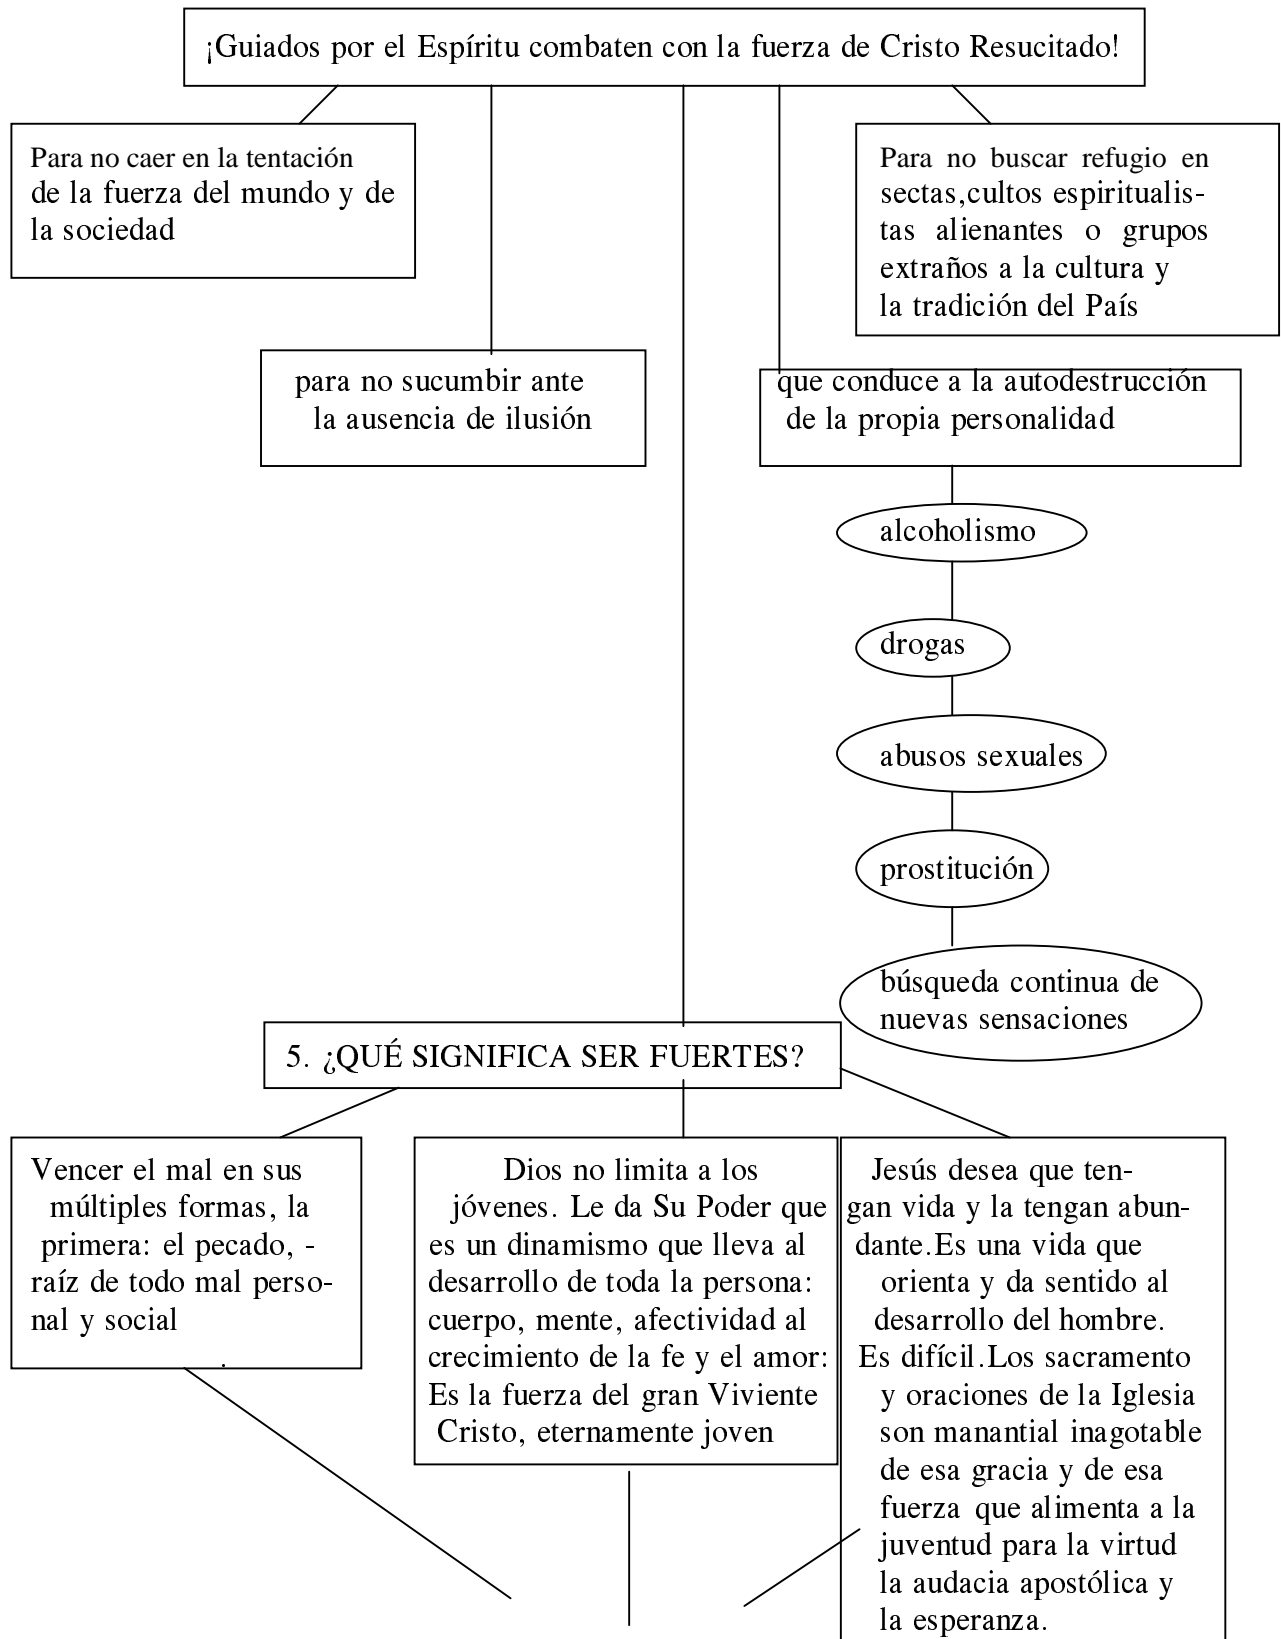 ¡Guiados por el Espíritu combaten con la fuerza de Cristo Resucitado!
Para no caer en la tentación
de la fuerza del mundo y de
la sociedad
Para no buscar refugio en
sectas,cultos espiritualis-
tas alienantes o grupos
extraños a la cultura y
la tradición del País
para no sucumbir ante
la ausencia de ilusión
que conduce a la autodestrucción
de la propia personalidad
alcoholismo
drogas
abusos sexuales
prostitución
búsqueda continua de
nuevas sensaciones
5. ¿QUÉ SIGNIFICA SER FUERTES?
Vencer el mal en sus
múltiples formas, la
primera: el pecado, -
raíz de todo mal perso-
nal y social
.
Dios no limita a los
jóvenes. Le da Su Poder que
es un dinamismo que lleva al
desarrollo de toda la persona:
cuerpo, mente, afectividad al
crecimiento de la fe y el amor:
Es la fuerza del gran Viviente
Cristo, eternamente joven
Jesús desea que ten-
gan vida y la tengan abun-
dante.Es una vida que
orienta y da sentido al
desarrollo del hombre.
Es difícil.Los sacramento
y oraciones de la Iglesia
son manantial inagotable
de esa gracia y de esa
fuerza que alimenta a la
juventud para la virtud
la audacia apostólica y
la esperanza.